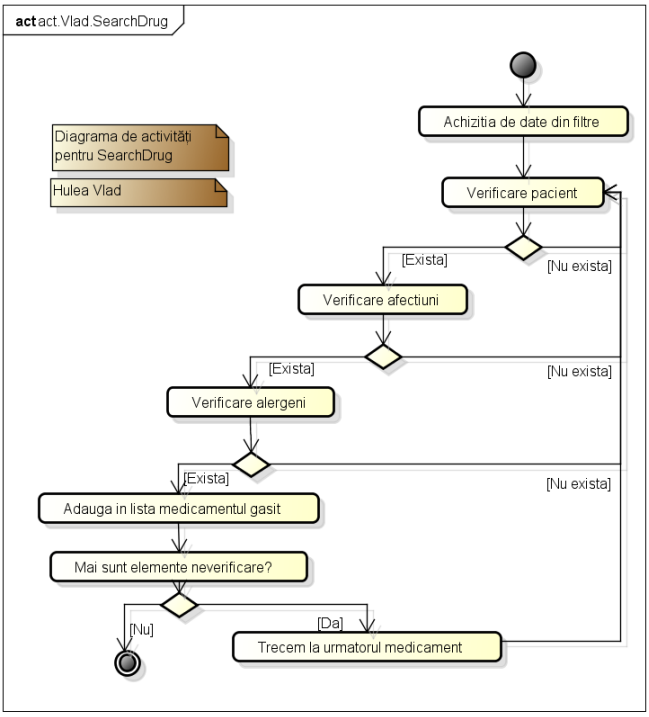 act act.Vlad.SearchDrug
Diagrama de activități
pentru SearchDrug
Hulea Vlad
Achizitia de date din filtre
Verificare pacient
[Exista]
[Nu exista]
Verificare afectiuni
[Exista]
[Nu exista]
Verificare alergeni
[Exista]
[Nu exista]
Adauga in lista medicamentul gasit
Mai sunt elemente neverificare?
[Nu]
[Da]
Trecem la urmatorul medicament